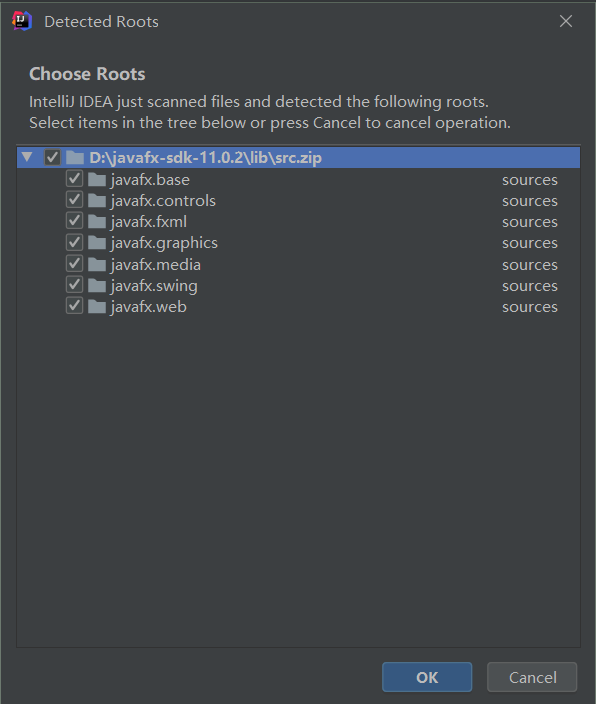 Detected Roots
Choose Roots
IntelliJ IDEA just scanned files and detected the following roots.
Select items in the tree below or press Cancel to cancel operation.
D:\javafx-sdk-11.0.2\lib\src.zip
javafx.base sources
javafx.controls sources
javafx.fxml sources
javafx.graphics sources
javafx.media sources
javafx.swing sources
javafx.web sources
OK Cancel